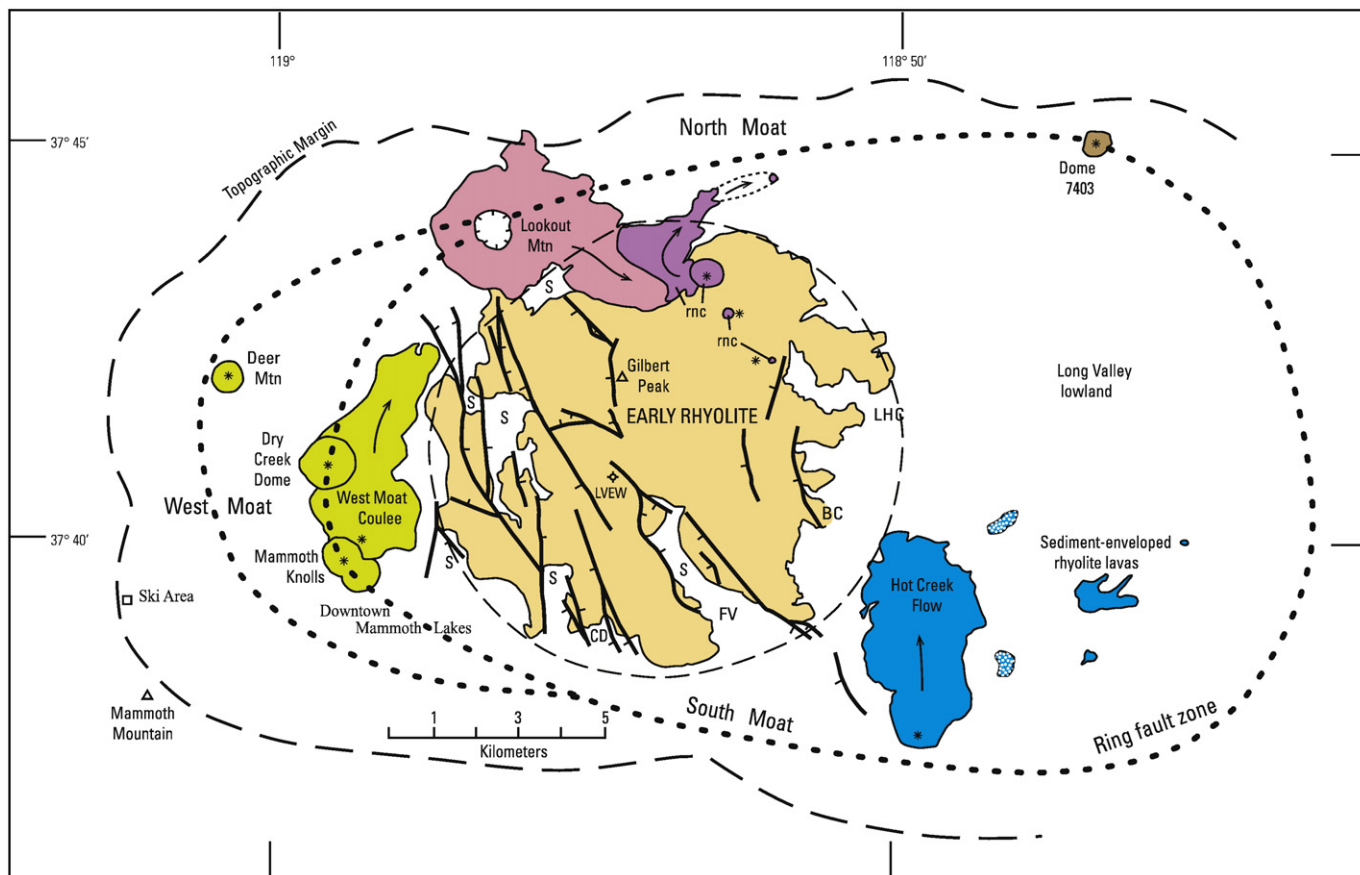 119°
118° 50′
37° 45′
North Moat
Topographic Margin
Dome
7403
Lookout
Mtn
S
rnc
rnc
Deer
Mtn
Gilbert
Peak
Long Valley
lowland
S
S
EARLY RHYOLITE
LHC
Dry
Creek
Dome
LVEW
West Moat
West Moat
Coulee
BC
37° 40′
Mammoth
Knolls
S
S
S
Sediment-enveloped
rhyolite lavas
Hot Creek
Flow
Ski Area
Downtown
Mammoth Lakes
CD
FV
Mammoth
Mountain
South Moat
Ring fault zone
1 3 5
Kilometers